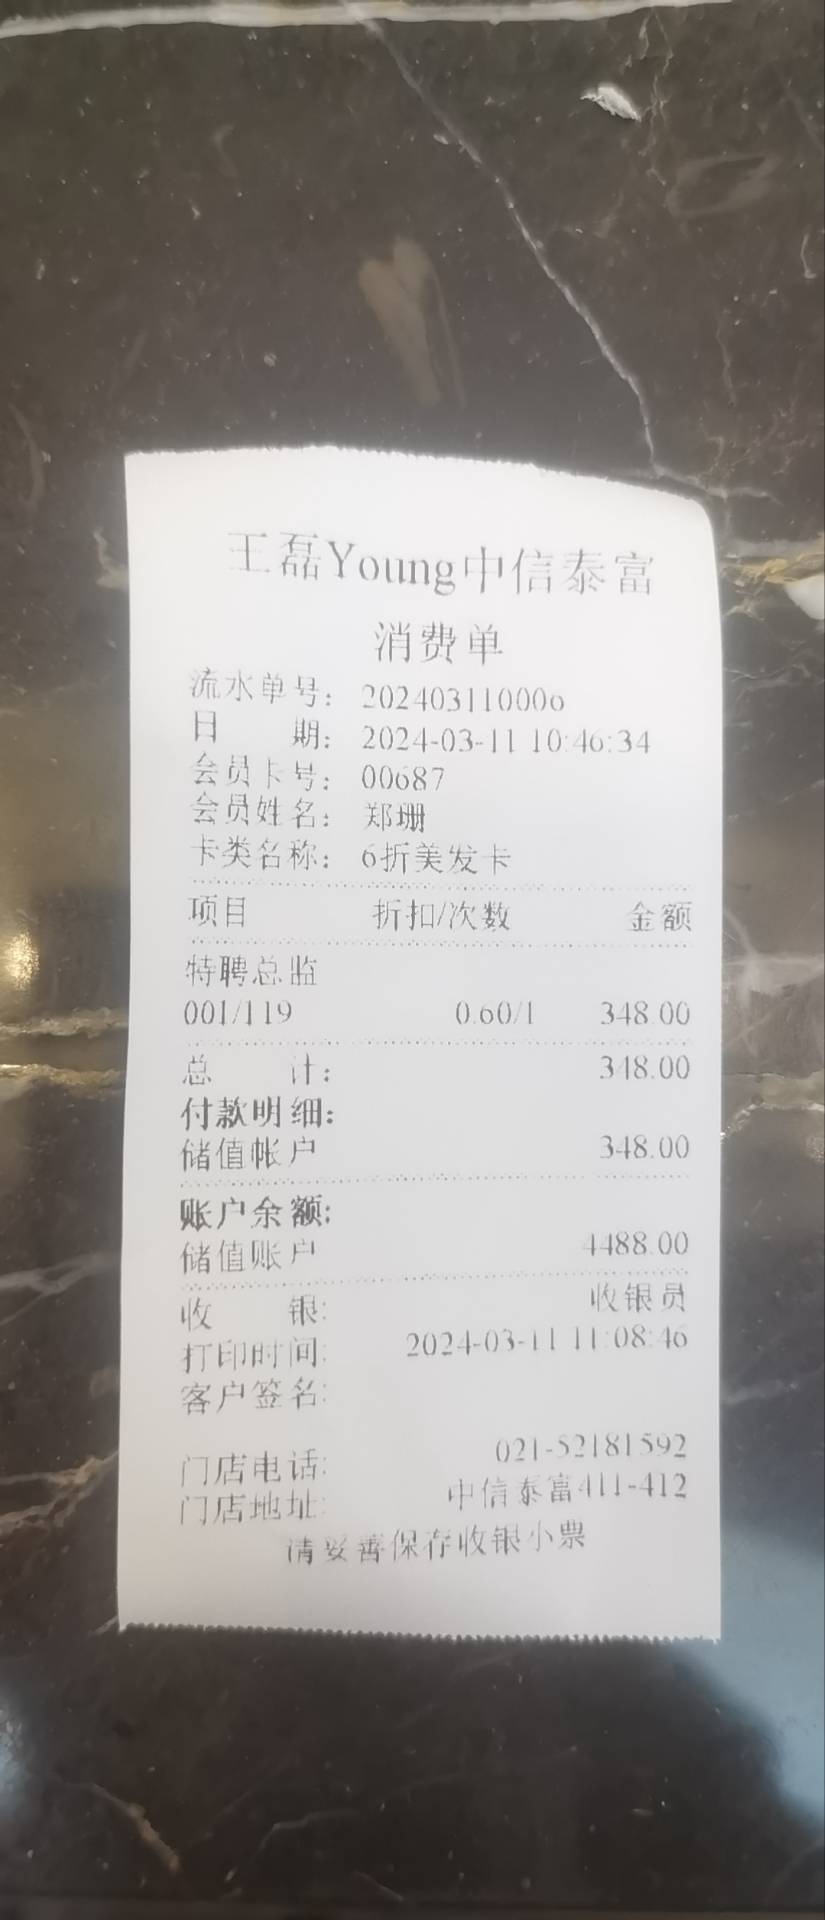 王磊Young中信泰富
消费单
流水单号： 202403110006
日 期： 2024-03-11 10:46:34
会员卡号： 00687
会员姓名： 郑珊
卡类名称： 6折美发卡
项目 折扣/次数 金额
特聘总监
001/119 0.60/1 348.00
总 计： 348.00
付款明细：
储值帐户 348.00
账户余额:
储值账户 4488.00
收 银: 收银员
打印时间: 2024-03-11 11:08:46
客户签名:
门店电话: 021-52181592
门店地址: 中信泰富411-412
请妥善保存收银小票